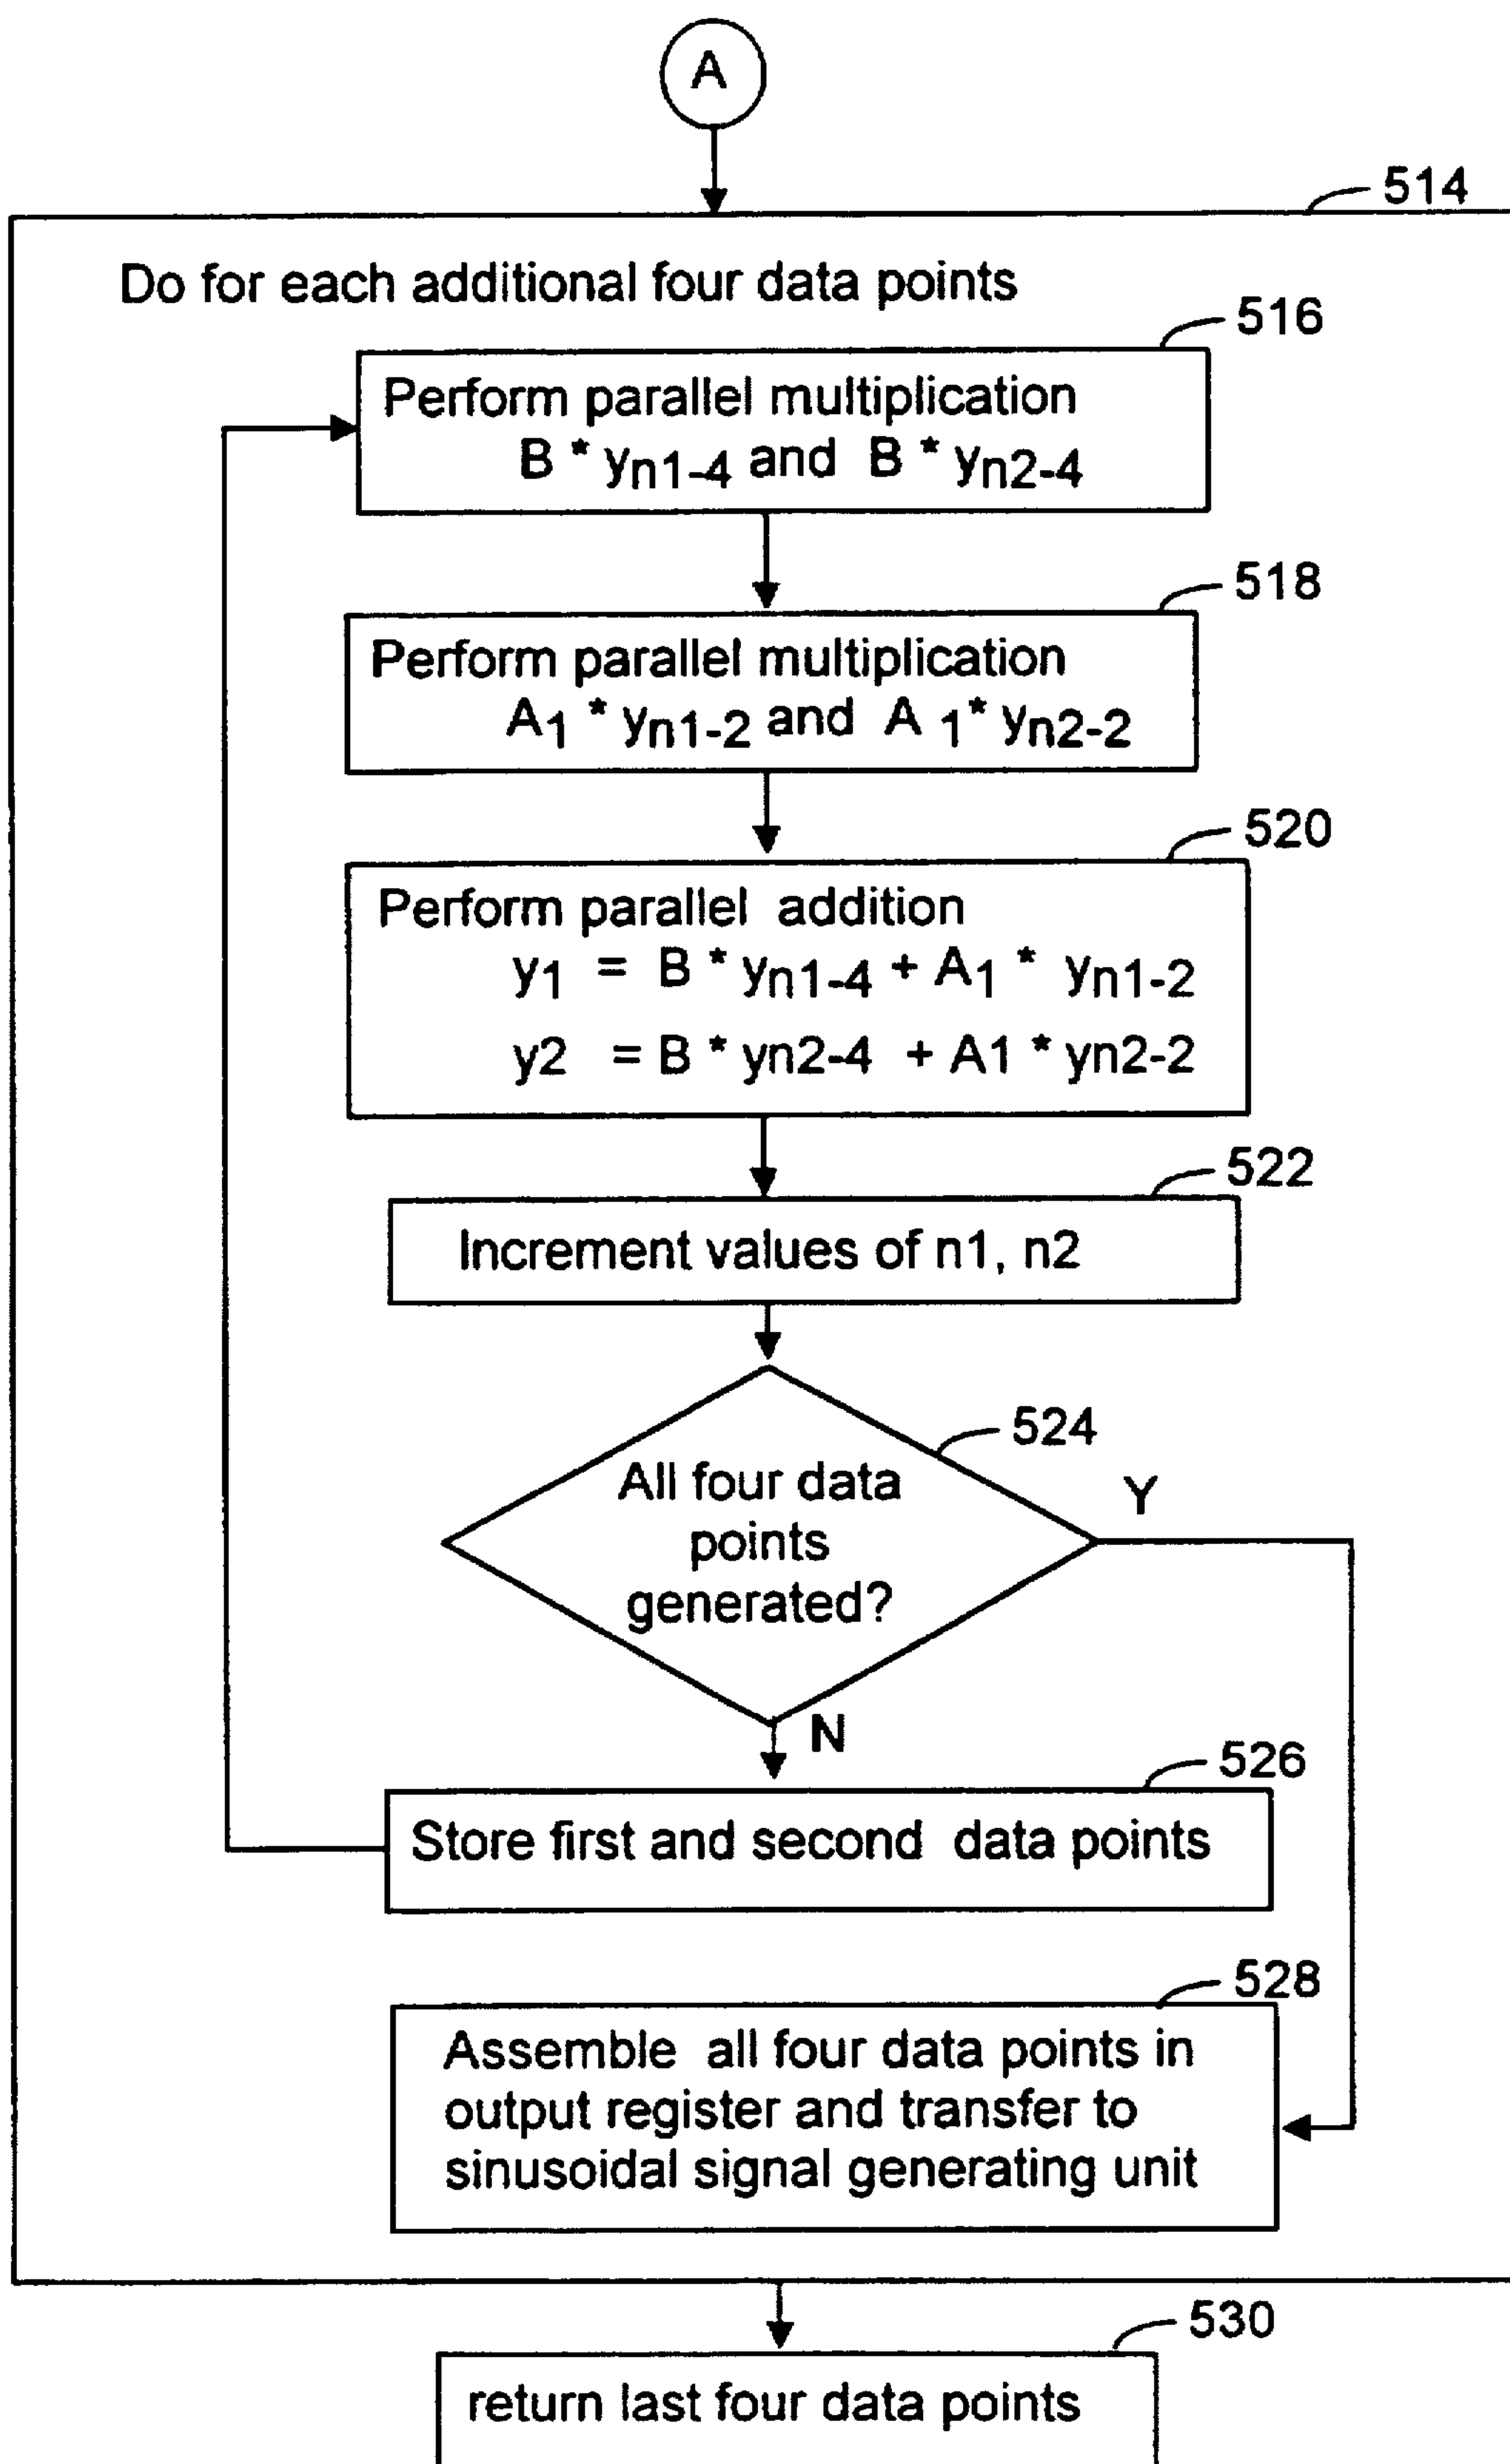 A
514
Do for each additional four data points
516
Perform parallel multiplication
B * yn1-4 and B * yn2-4
518
Perform parallel multiplication
A1 * yn1-2 and A 1* yn2-2
520
Perform parallel addition
y1 = B * yn1-4 + A1 * yn1-2
y2 = B * yn2-4 + A1 * yn2-2
522
Increment values of n1, n2
524
All four data
points
generated?
Y
N
526
Store first and second data points
528
Assemble all four data points in
output register and transfer to
sinusoidal signal generating unit
530
return last four data points